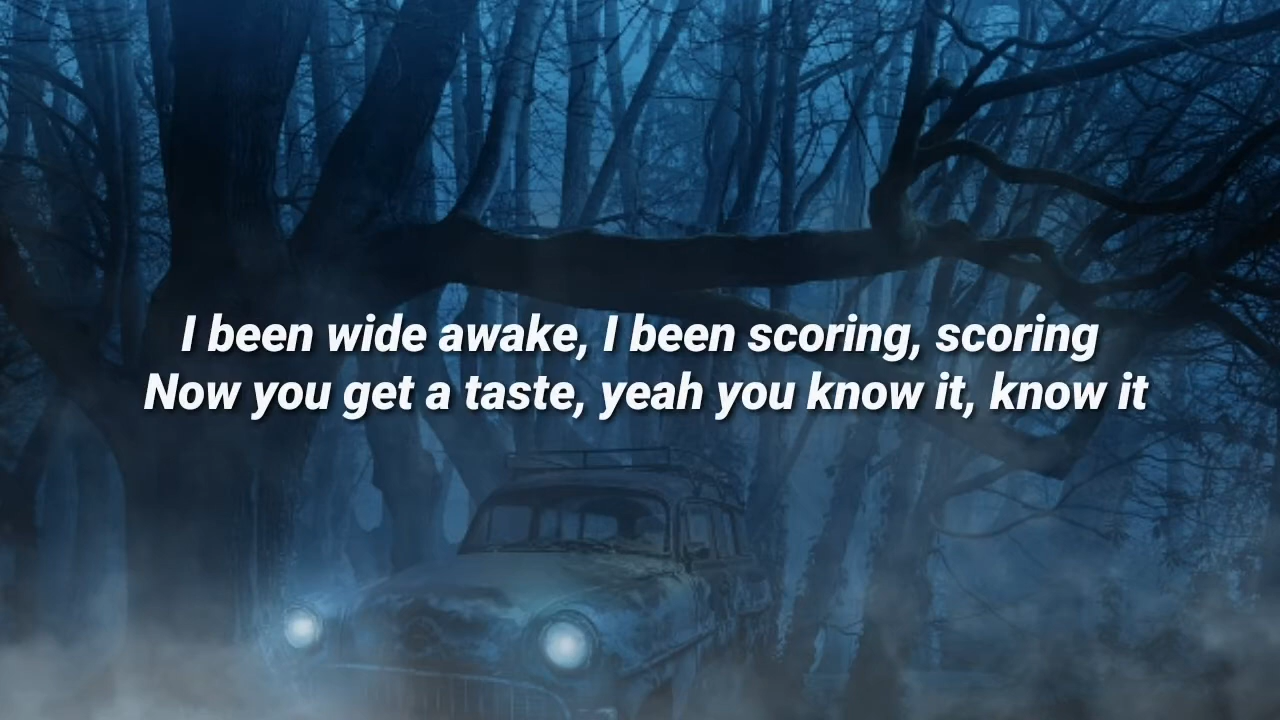 I been wide awake, I been scoring, scoring
Now you get a taste, yeah you know it, know it